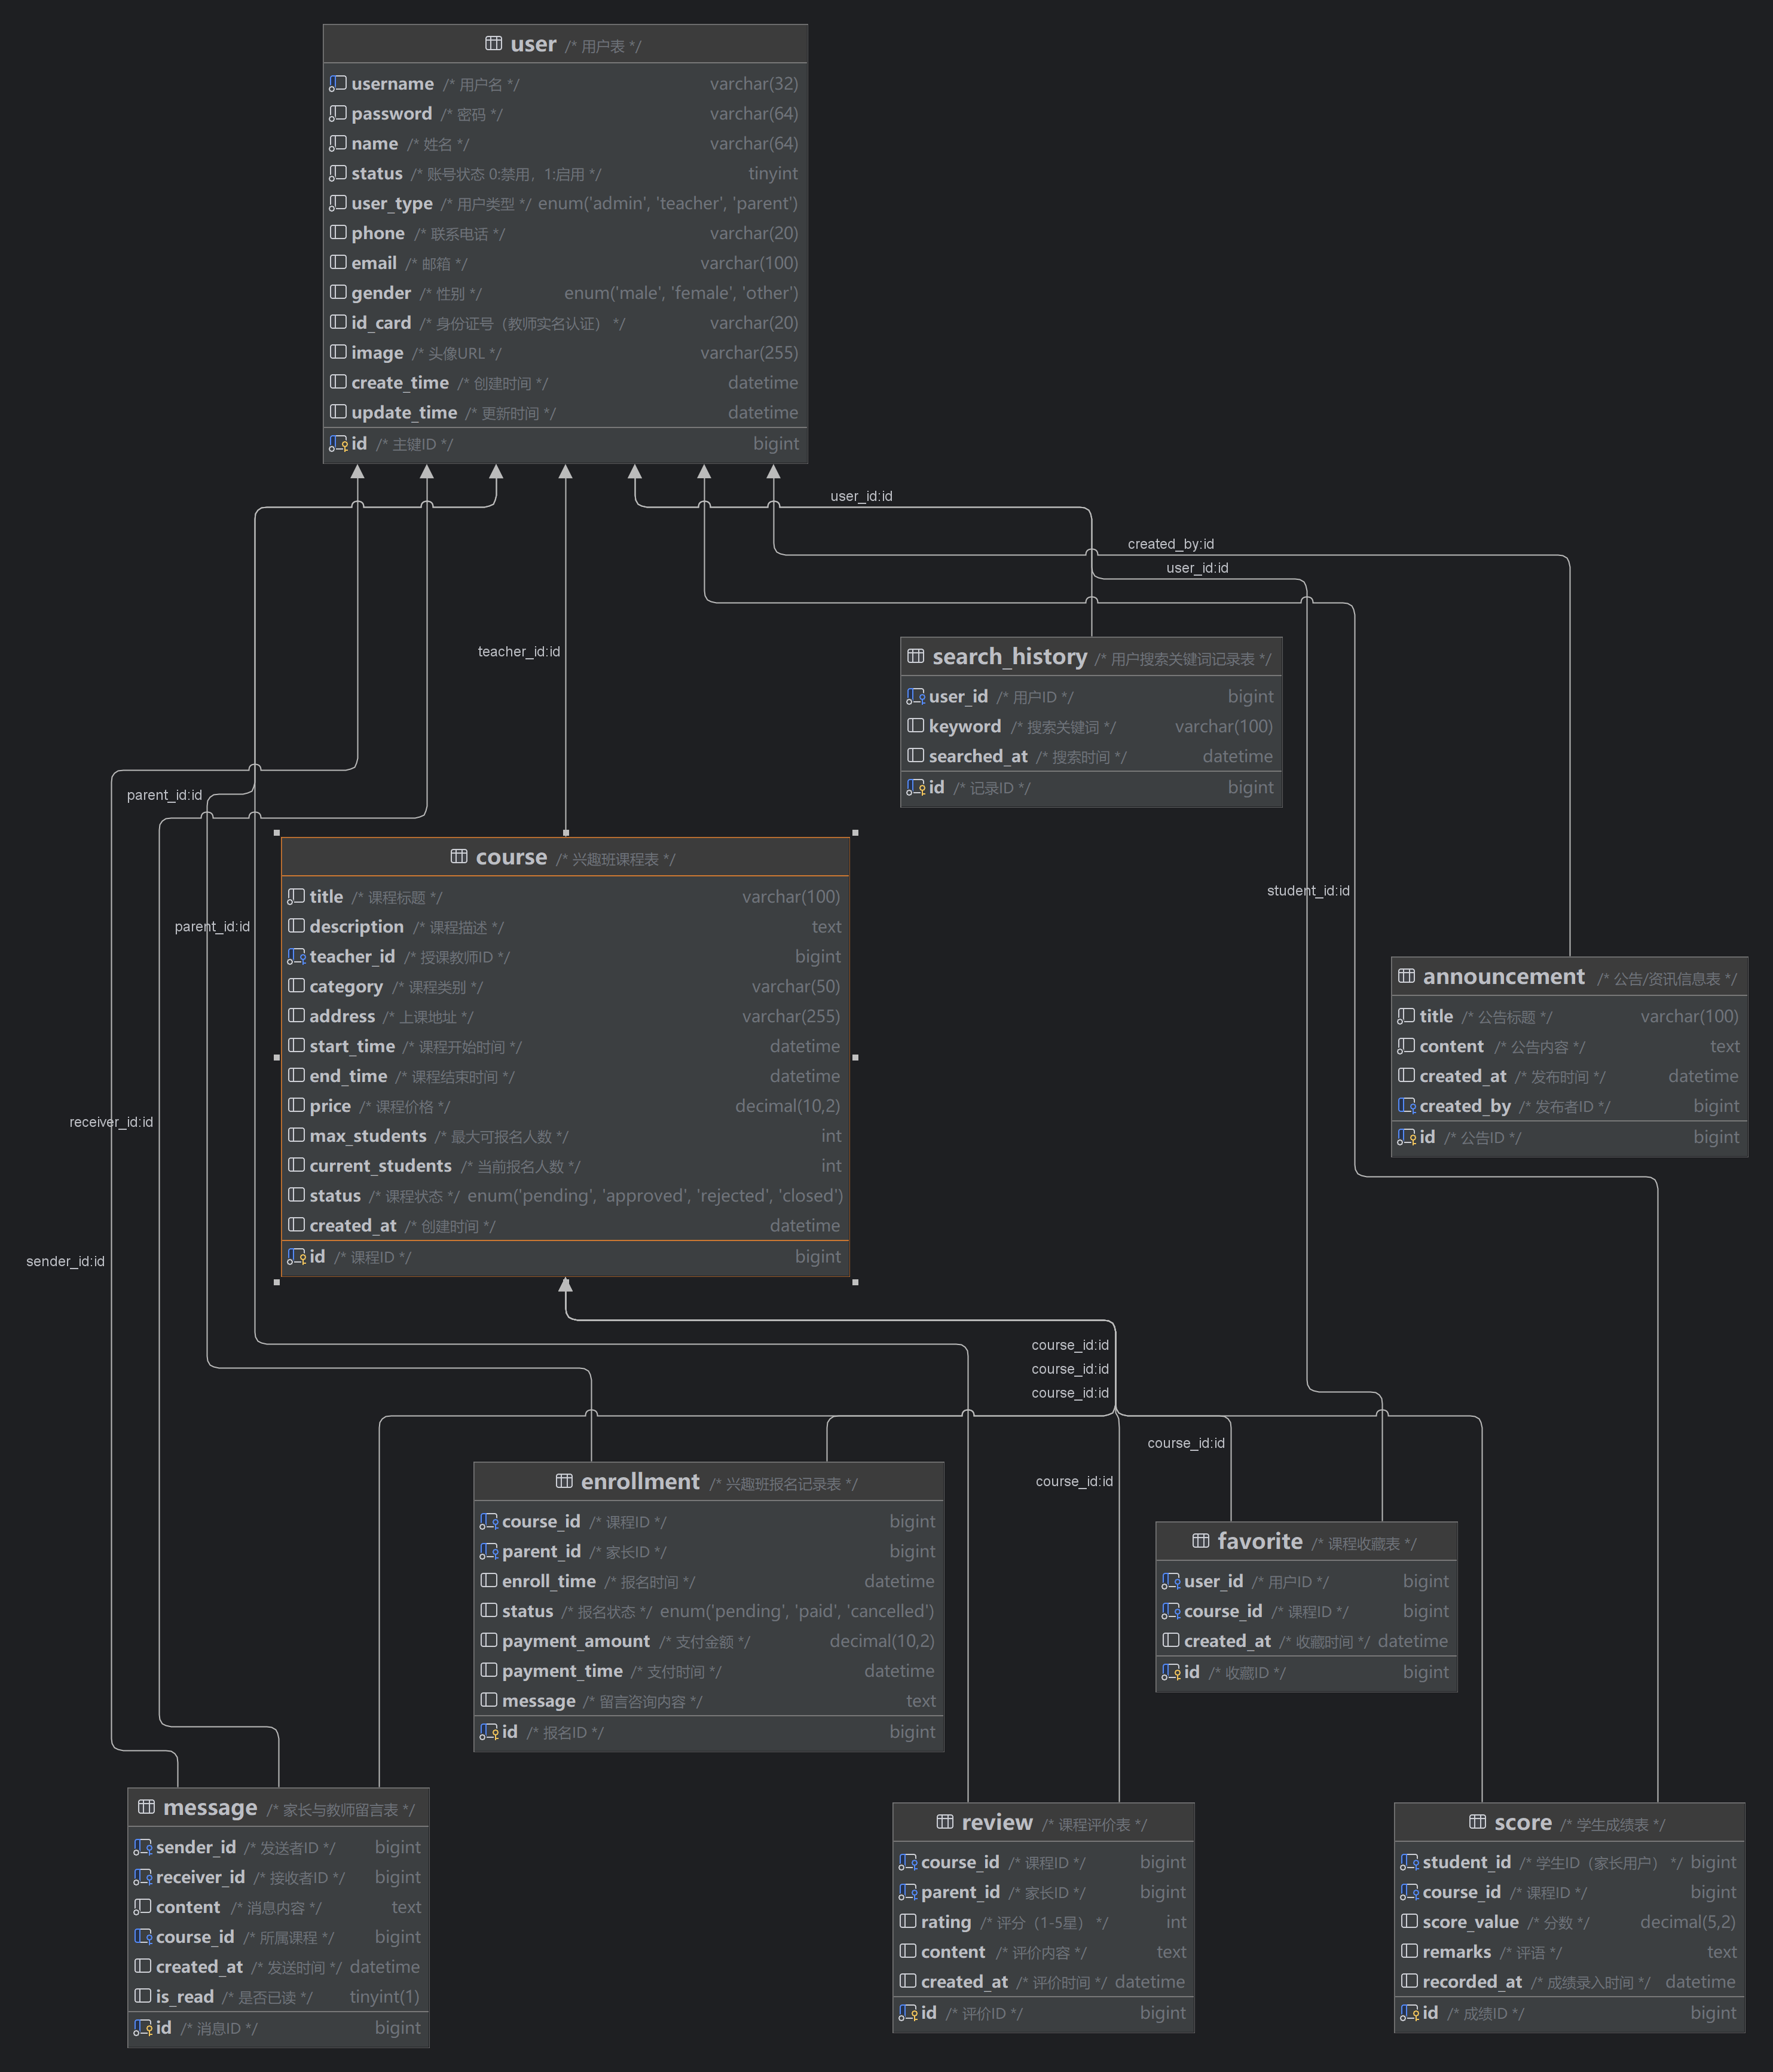 user /* 用户表 */
username /* 用户名 */ varchar(32)
password /* 密码 */ varchar(64)
name /* 姓名 */ varchar(64)
status /* 账号状态 0:禁用，1:启用 */ tinyint
user_type /* 用户类型 */ enum('admin', 'teacher', 'parent')
phone /* 联系电话 */ varchar(20)
email /* 邮箱 */ varchar(100)
gender /* 性别 */ enum('male', 'female', 'other')
id_card /* 身份证号（教师实名认证） */ varchar(20)
image /* 头像URL */ varchar(255)
create_time /* 创建时间 */ datetime
update_time /* 更新时间 */ datetime
id /* 主键ID */ bigint
user_id:id
created_by:id
user_id:id
teacher_id:id
search_history /* 用户搜索关键词记录表 */
user_id /* 用户ID */ bigint
keyword /* 搜索关键词 */ varchar(100)
searched_at /* 搜索时间 */ datetime
id /* 记录ID */ bigint
parent_id:id
parent_id:id
student_id:id
receiver_id:id
sender_id:id
course /* 兴趣班课程表 */
title /* 课程标题 */ varchar(100)
description /* 课程描述 */ text
teacher_id /* 授课教师ID */ bigint
category /* 课程类别 */ varchar(50)
address /* 上课地址 */ varchar(255)
start_time /* 课程开始时间 */ datetime
end_time /* 课程结束时间 */ datetime
price /* 课程价格 */ decimal(10,2)
max_students /* 最大可报名人数 */ int
current_students /* 当前报名人数 */ int
status /* 课程状态 */ enum('pending', 'approved', 'rejected', 'closed')
created_at /* 创建时间 */ datetime
id /* 课程ID */ bigint
announcement /* 公告/资讯信息表 */
title /* 公告标题 */ varchar(100)
content /* 公告内容 */ text
created_at /* 发布时间 */ datetime
created_by /* 发布者ID */ bigint
id /* 公告ID */ bigint
course_id:id
course_id:id
course_id:id
course_id:id
course_id:id
enrollment /* 兴趣班报名记录表 */
course_id /* 课程ID */ bigint
parent_id /* 家长ID */ bigint
enroll_time /* 报名时间 */ datetime
status /* 报名状态 */ enum('pending', 'paid', 'cancelled')
payment_amount /* 支付金额 */ decimal(10,2)
payment_time /* 支付时间 */ datetime
message /* 留言咨询内容 */ text
id /* 报名ID */ bigint
favorite /* 课程收藏表 */
user_id /* 用户ID */ bigint
course_id /* 课程ID */ bigint
created_at /* 收藏时间 */ datetime
id /* 收藏ID */ bigint
message /* 家长与教师留言表 */
sender_id /* 发送者ID */ bigint
receiver_id /* 接收者ID */ bigint
content /* 消息内容 */ text
course_id /* 所属课程 */ bigint
created_at /* 发送时间 */ datetime
is_read /* 是否已读 */ tinyint(1)
id /* 消息ID */ bigint
review /* 课程评价表 */
course_id /* 课程ID */ bigint
parent_id /* 家长ID */ bigint
rating /* 评分（1-5星） */ int
content /* 评价内容 */ text
created_at /* 评价时间 */ datetime
id /* 评价ID */ bigint
score /* 学生成绩表 */
student_id /* 学生ID（家长用户） */ bigint
course_id /* 课程ID */ bigint
score_value /* 分数 */ decimal(5,2)
remarks /* 评语 */ text
recorded_at /* 成绩录入时间 */ datetime
id /* 成绩ID */ bigint